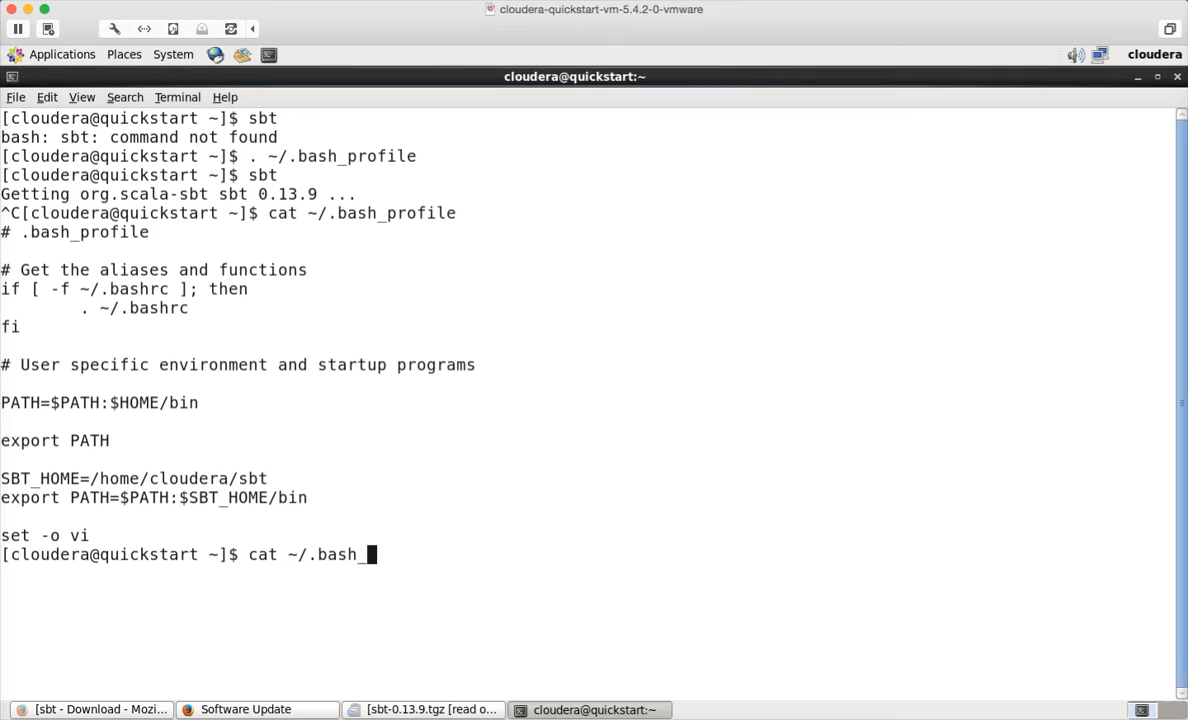 cloudera-quickstart-vm-5.4.2-0-vmware
Applications Places System cloudera
cloudera@quickstart:~
File Edit View Search Terminal Help
[cloudera@quickstart ~]$ sbt
bash: sbt: command not found
[cloudera@quickstart ~]$ . ~/.bash_profile
[cloudera@quickstart ~]$ sbt
Getting org.scala-sbt sbt 0.13.9 ...
^C[cloudera@quickstart ~]$ cat ~/.bash_profile
# .bash_profile
# Get the aliases and functions
if [ -f ~/.bashrc ]; then
        . ~/.bashrc
fi
# User specific environment and startup programs
PATH=$PATH:$HOME/bin
export PATH
SBT_HOME=/home/cloudera/sbt
export PATH=$PATH:$SBT_HOME/bin
set -o vi
[cloudera@quickstart ~]$ cat ~/.bash_
[sbt - Download - Mozi... Software Update [sbt-0.13.9.tgz [read o... cloudera@quickstart:~